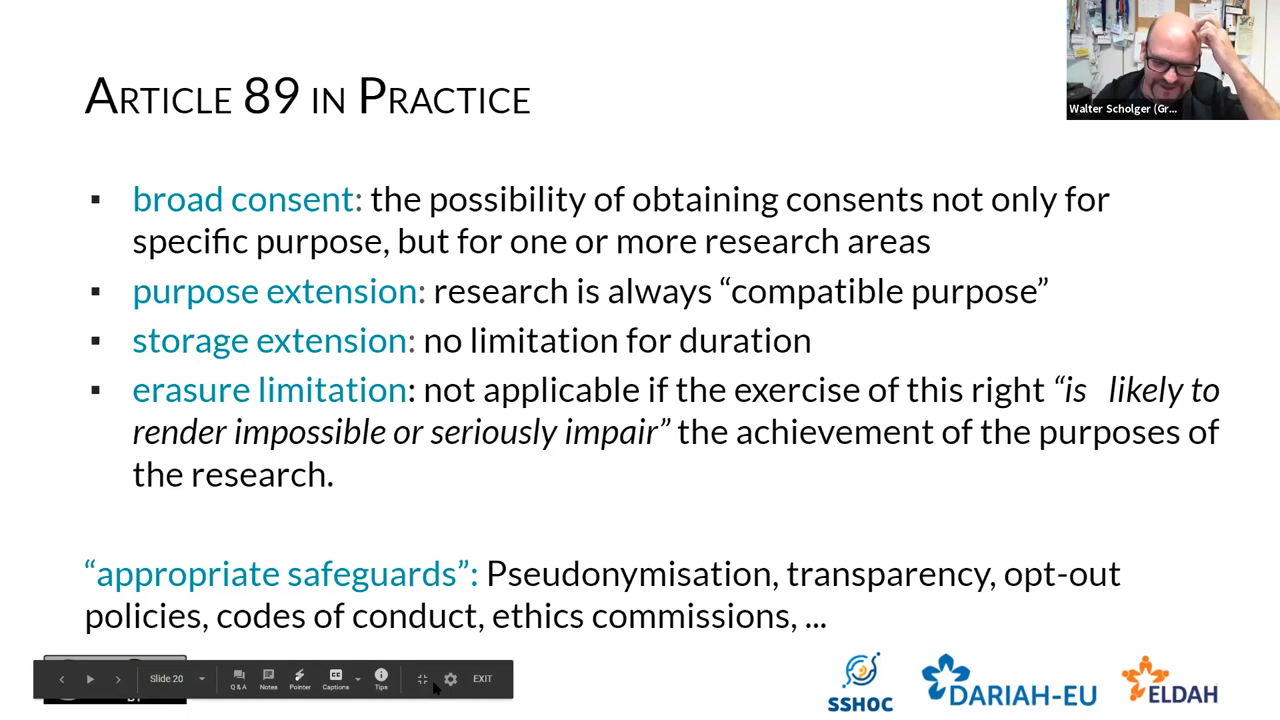 ARTICLE 89 IN PRACTICE
Walter Scholger (Gr...
▪ broad consent: the possibility of obtaining consents not only for
specific purpose, but for one or more research areas
▪ purpose extension: research is always “compatible purpose”
▪ storage extension: no limitation for duration
▪ erasure limitation: not applicable if the exercise of this right “is likely to
render impossible or seriously impair” the achievement of the purposes of
the research.
“appropriate safeguards”: Pseudonymisation, transparency, opt-out
policies, codes of conduct, ethics commissions, ...
Slide 20
Q & A
Notes
Pointer
Captions
Tips
EXIT
SSHOC
DARIAH-EU
ELDAH